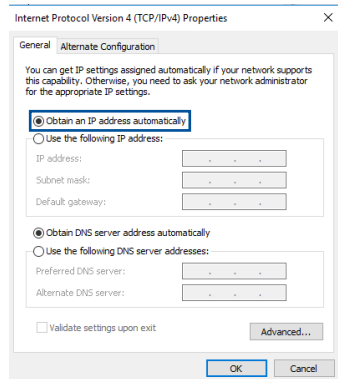 Internet Protocol Version 4 (TCP/IPv4) Properties
General Alternate Configuration
You can get IP settings assigned automatically if your network supports
this capability. Otherwise, you need to ask your network administrator
for the appropriate IP settings.
Obtain an IP address automatically
Use the following IP address:
IP address:
Subnet mask:
Default gateway:
Obtain DNS server address automatically
Use the following DNS server addresses:
Preferred DNS server:
Alternate DNS server:
Validate settings upon exit
Advanced...
OK Cancel